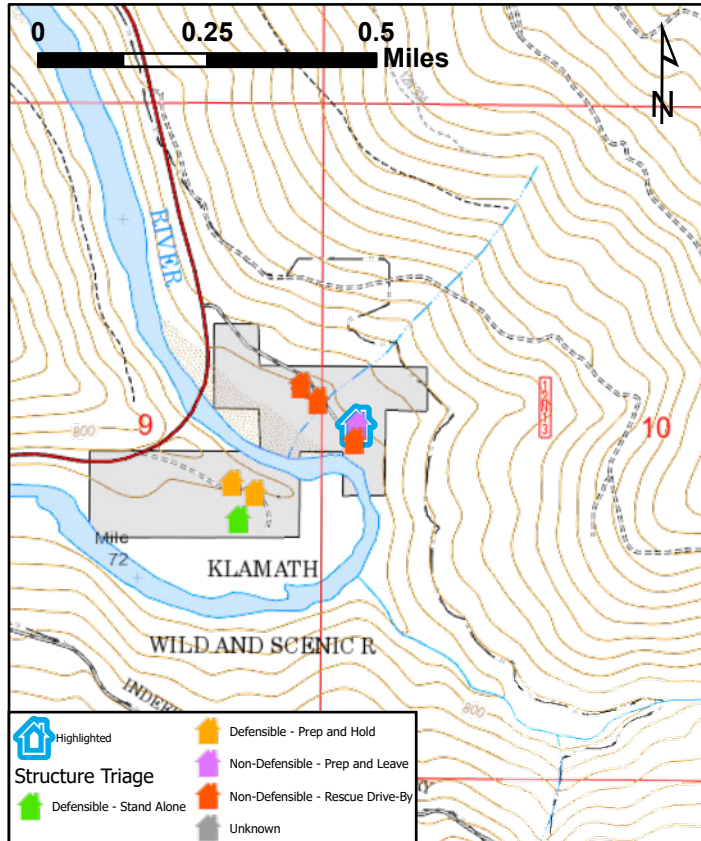 0 0.25 0.5
Miles
N
RIVER
9
10
800
Mile
72
KLAMATH
WILD AND SCENIC R
800
Highlighted
Structure Triage
Defensible - Stand Alone
Defensible - Prep and Hold
Non-Defensible - Prep and Leave
Non-Defensible - Rescue Drive-By
Unknown